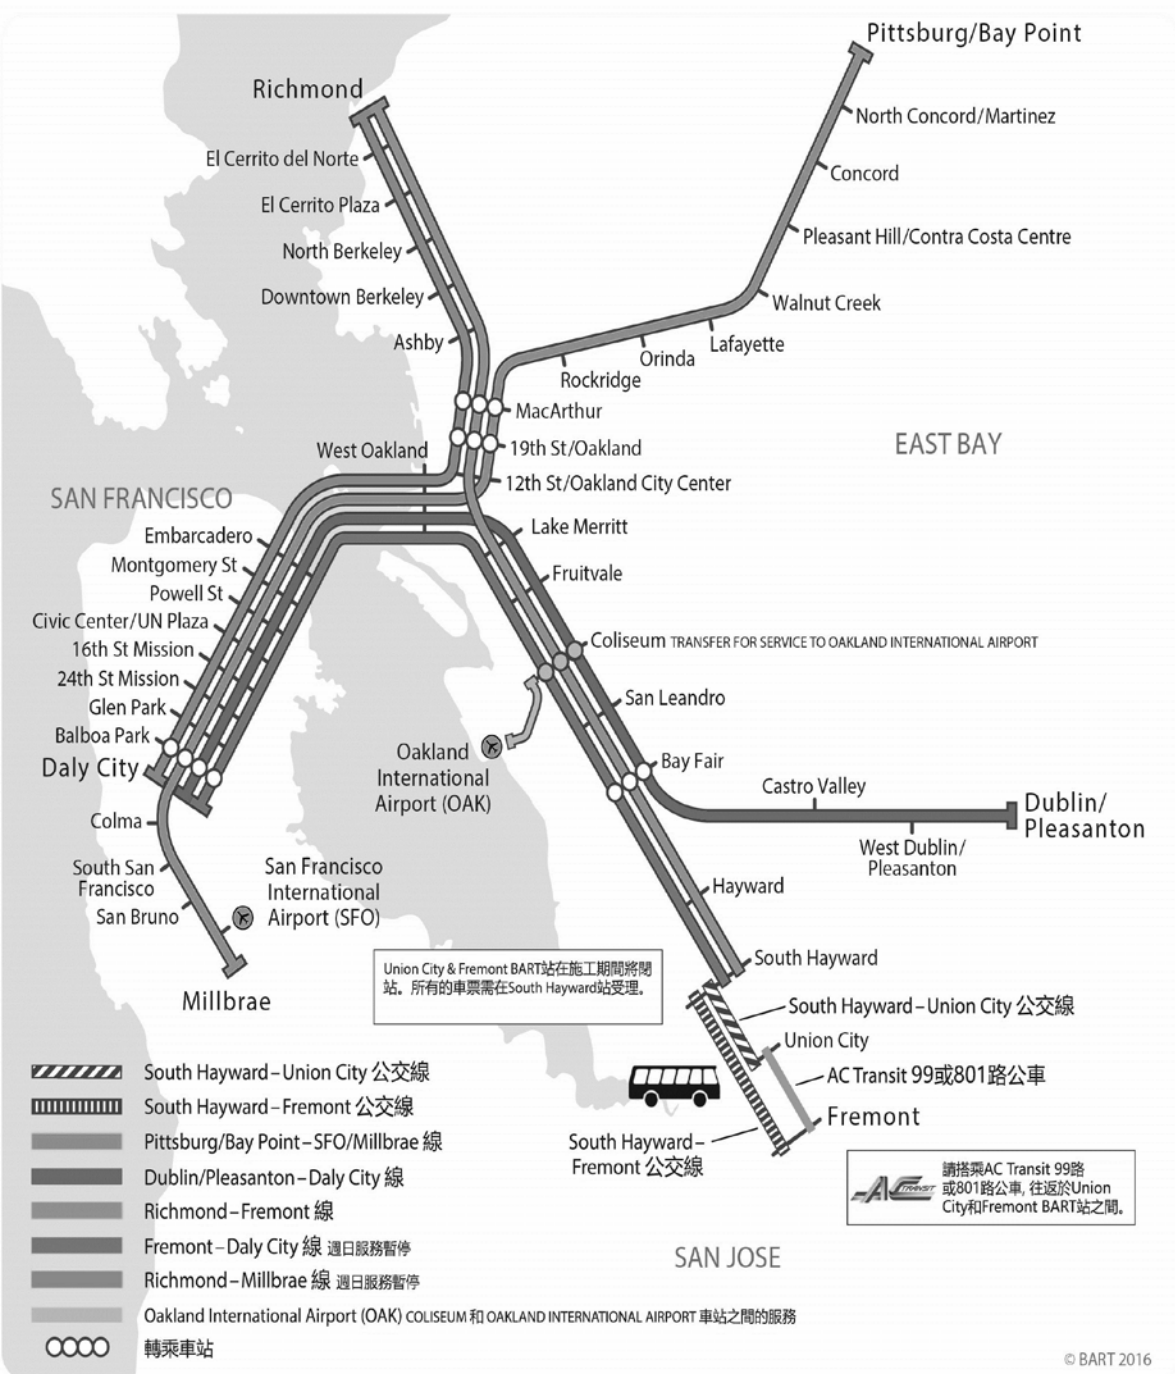 Pittsburg/Bay Point
Richmond
North Concord/Martinez
El Cerrito del Norte
Concord
El Cerrito Plaza
Pleasant Hill/Contra Costa Centre
North Berkeley
Downtown Berkeley
Walnut Creek
Ashby
Lafayette
Orinda
Rockridge
MacArthur
19th St/Oakland
EAST BAY
West Oakland
12th St/Oakland City Center
SAN FRANCISCO
Lake Merritt
Embarcadero
Montgomery St
Fruitvale
Powell St
Civic Center/UN Plaza
Coliseum TRANSFER FOR SERVICE TO OAKLAND INTERNATIONAL AIRPORT
16th St Mission
24th St Mission
San Leandro
Glen Park
Balboa Park
Daly City
Oakland
International
Airport (OAK)
Bay Fair
Castro Valley
Dublin/
Pleasanton
Colma
West Dublin/
Pleasanton
South San
Francisco
San Francisco
International
Airport (SFO)
Hayward
San Bruno
South Hayward
Millbrae
Union City & Fremont BART站在施工期間將閉
站。所有的車票需在South Hayward站受理。
South Hayward–Union City 公交線
Union City
AC Transit 99或801路公車
Fremont
South Hayward–
Fremont 公交線
AC TRANSIT
請搭乘AC Transit 99路
或801路公車, 往返於Union
City和Fremont BART站之間。
SAN JOSE
South Hayward–Union City 公交線
South Hayward–Fremont 公交線
Pittsburg/Bay Point–SFO/Millbrae 線
Dublin/Pleasanton–Daly City 線
Richmond–Fremont 線
Fremont–Daly City 線 週日服務暫停
Richmond–Millbrae 線 週日服務暫停
Oakland International Airport (OAK) COLISEUM 和 OAKLAND INTERNATIONAL AIRPORT 車站之間的服務
轉乘車站
© BART 2016